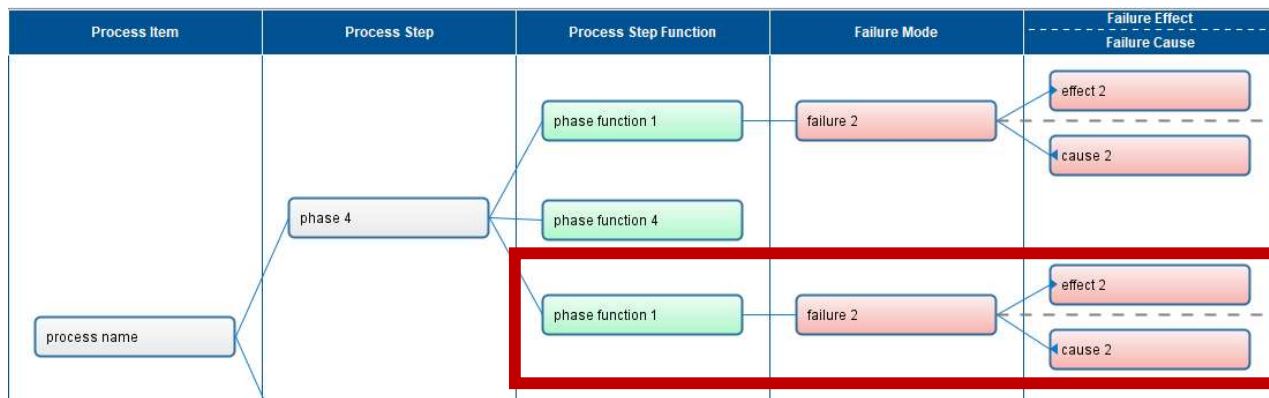 Process Item
Process Step
Process Step Function
Failure Mode
Failure Effect
Failure Cause
phase function 1
failure 2
effect 2
cause 2
phase 4
phase function 4
process name
phase function 1
failure 2
effect 2
cause 2